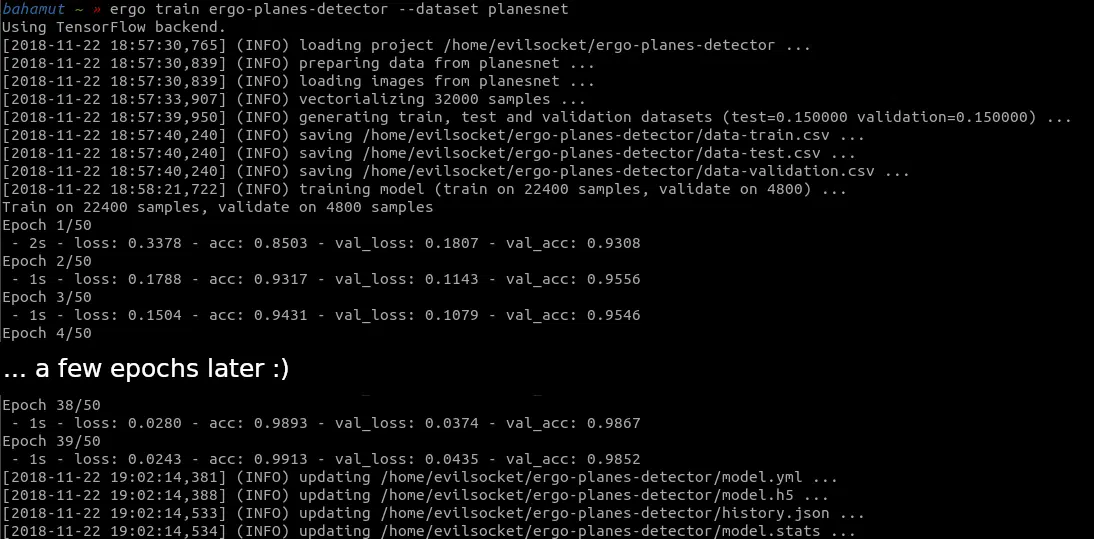 bahamut ~ » ergo train ergo-planes-detector --dataset planesnet
Using TensorFlow backend.
[2018-11-22 18:57:30,765] (INFO) loading project /home/evilsocket/ergo-planes-detector ...
[2018-11-22 18:57:30,839] (INFO) preparing data from planesnet ...
[2018-11-22 18:57:30,839] (INFO) loading images from planesnet ...
[2018-11-22 18:57:33,907] (INFO) vectorializing 32000 samples ...
[2018-11-22 18:57:39,950] (INFO) generating train, test and validation datasets (test=0.150000 validation=0.150000) ...
[2018-11-22 18:57:40,240] (INFO) saving /home/evilsocket/ergo-planes-detector/data-train.csv ...
[2018-11-22 18:57:40,240] (INFO) saving /home/evilsocket/ergo-planes-detector/data-test.csv ...
[2018-11-22 18:57:40,240] (INFO) saving /home/evilsocket/ergo-planes-detector/data-validation.csv ...
[2018-11-22 18:58:21,722] (INFO) training model (train on 22400 samples, validate on 4800) ...
Train on 22400 samples, validate on 4800 samples
Epoch 1/50
 - 2s - loss: 0.3378 - acc: 0.8503 - val_loss: 0.1807 - val_acc: 0.9308
Epoch 2/50
 - 1s - loss: 0.1788 - acc: 0.9317 - val_loss: 0.1143 - val_acc: 0.9556
Epoch 3/50
 - 1s - loss: 0.1504 - acc: 0.9431 - val_loss: 0.1079 - val_acc: 0.9546
Epoch 4/50
... a few epochs later :)
Epoch 38/50
 - 1s - loss: 0.0280 - acc: 0.9893 - val_loss: 0.0374 - val_acc: 0.9867
Epoch 39/50
 - 1s - loss: 0.0243 - acc: 0.9913 - val_loss: 0.0435 - val_acc: 0.9852
[2018-11-22 19:02:14,381] (INFO) updating /home/evilsocket/ergo-planes-detector/model.yml ...
[2018-11-22 19:02:14,388] (INFO) updating /home/evilsocket/ergo-planes-detector/model.h5 ...
[2018-11-22 19:02:14,533] (INFO) updating /home/evilsocket/ergo-planes-detector/history.json ...
[2018-11-22 19:02:14,534] (INFO) updating /home/evilsocket/ergo-planes-detector/model.stats ...